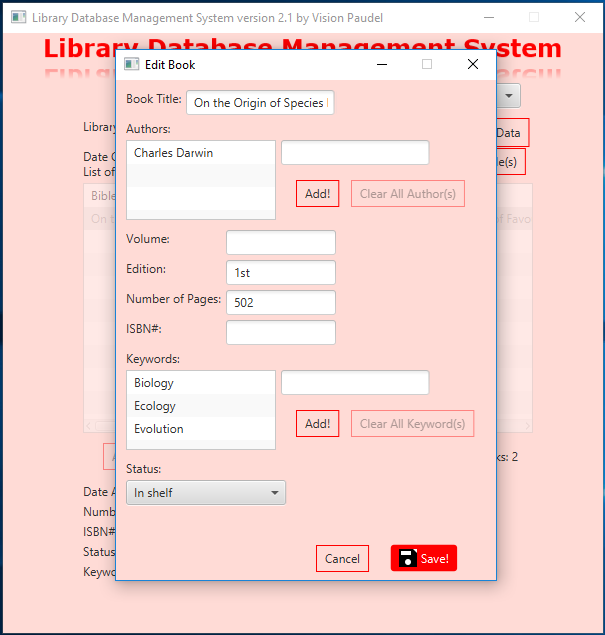 Library Database Management System version 2.1 by Vision Paudel
Library Database Management System
Edit Book
Book Title: On the Origin of Species
Authors:
Charles Darwin
Add! Clear All Author(s)
Volume:
Edition: 1st
Number of Pages: 502
ISBN#:
Keywords:
Biology
Ecology
Evolution
Add! Clear All Keyword(s)
Status:
In shelf
Cancel Save!
Library
Data
Date
List of
Bible
On
of Favo
: 2
Date
ISBN#
Status